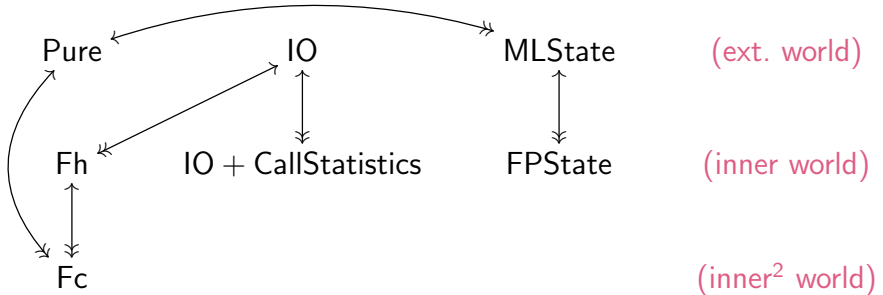 Pure IO MLState (ext. world)
Fh IO + CallStatistics FPState (inner world)
Fc (inner² world)